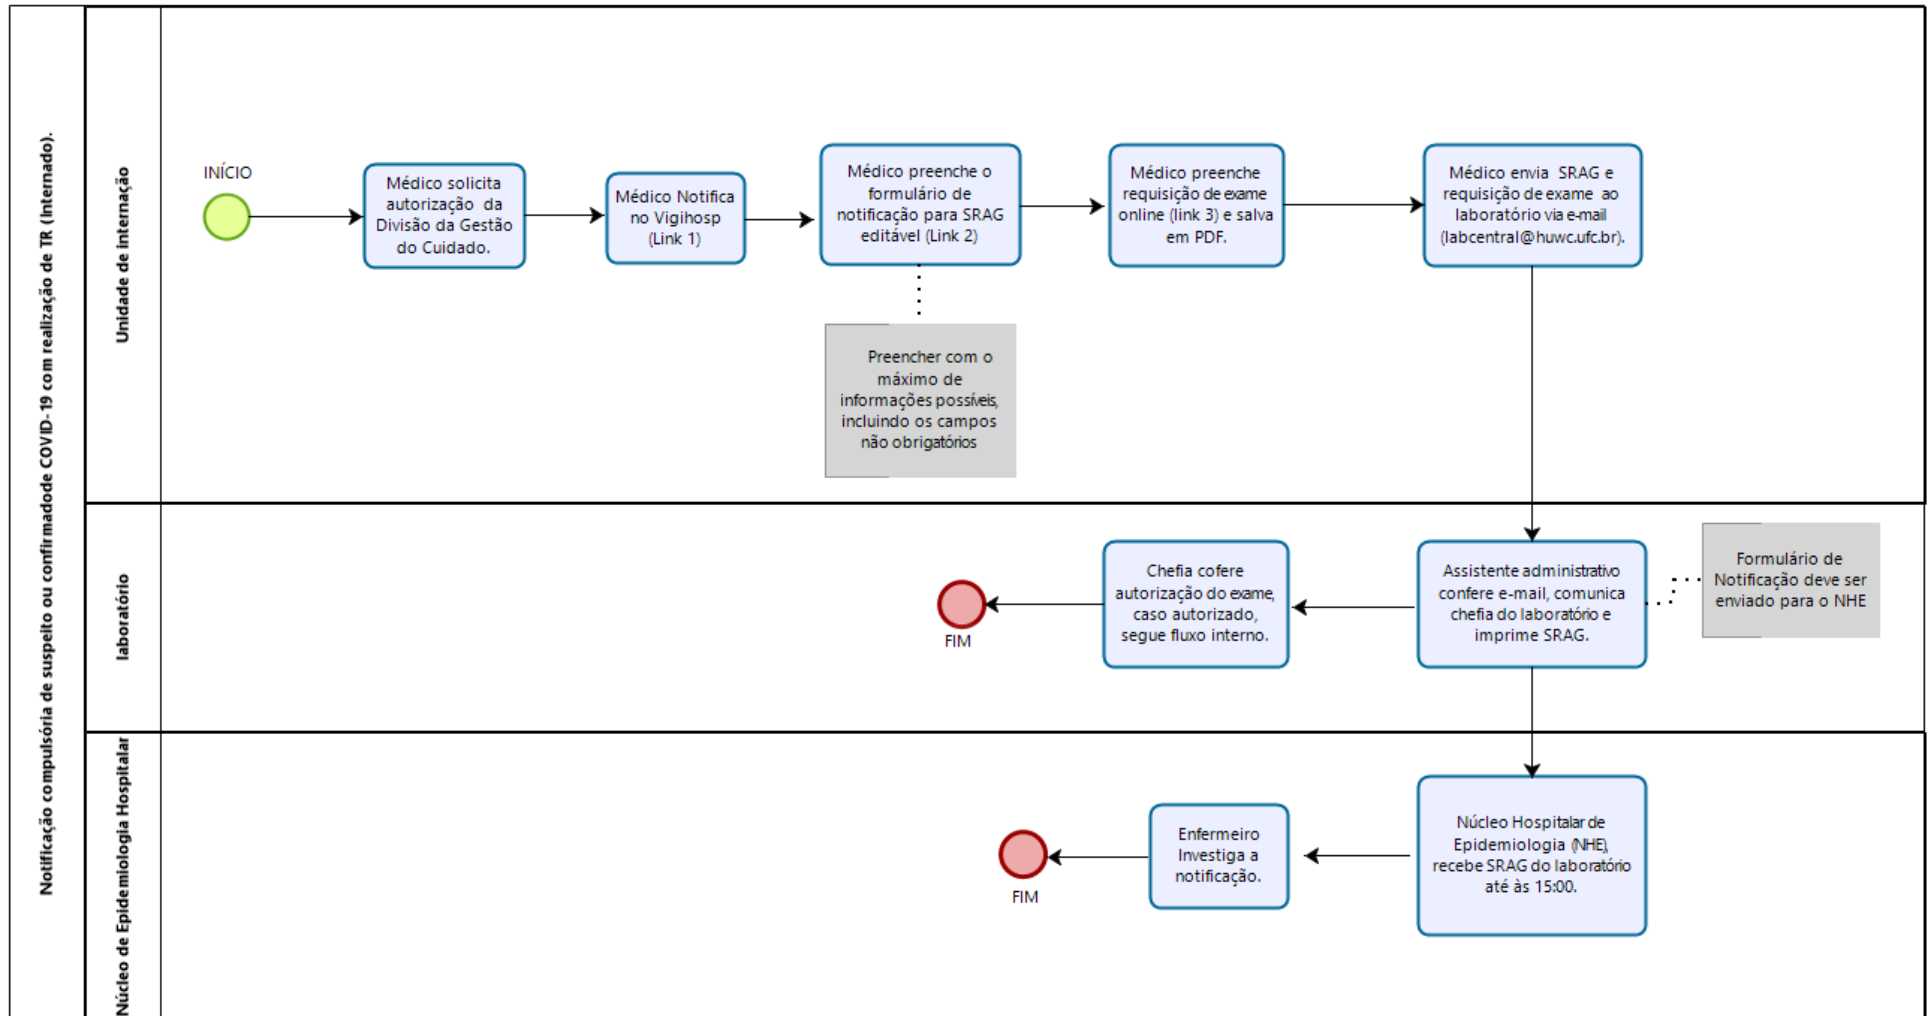 Notificação compulsória de suspeito ou confirmadode COVID-19 com realização de TR (Internado).
Unidade de internação
INÍCIO
Médico solicita
autorização da
Divisão da Gestão
do Cuidado.
Médico Notifica
no Vigihosp
(Link 1)
Médico preenche o
formulário de
notificação para SRAG
editável (Link 2)
Médico preenche
requisição de exame
online (link 3) e salva
em PDF.
Médico envia SRAG e
requisição de exame ao
laboratório via e-mail
(labcentral@huwc.ufc.br).
Preencher com o
máximo de
informações possíveis,
incluindo os campos
não obrigatórios
laboratório
FIM
Chefia cofere
autorização do exame,
caso autorizado,
segue fluxo interno.
Assistente administrativo
confere e-mail, comunica
chefia do laboratório e
imprime SRAG.
Formulário de
Notificação deve ser
enviado para o NHE
Núcleo de Epidemiologia Hospitalar
FIM
Enfermeiro
Investiga a
notificação.
Núcleo Hospitalar de
Epidemiologia (NHE),
recebe SRAG do laboratório
até às 15:00.